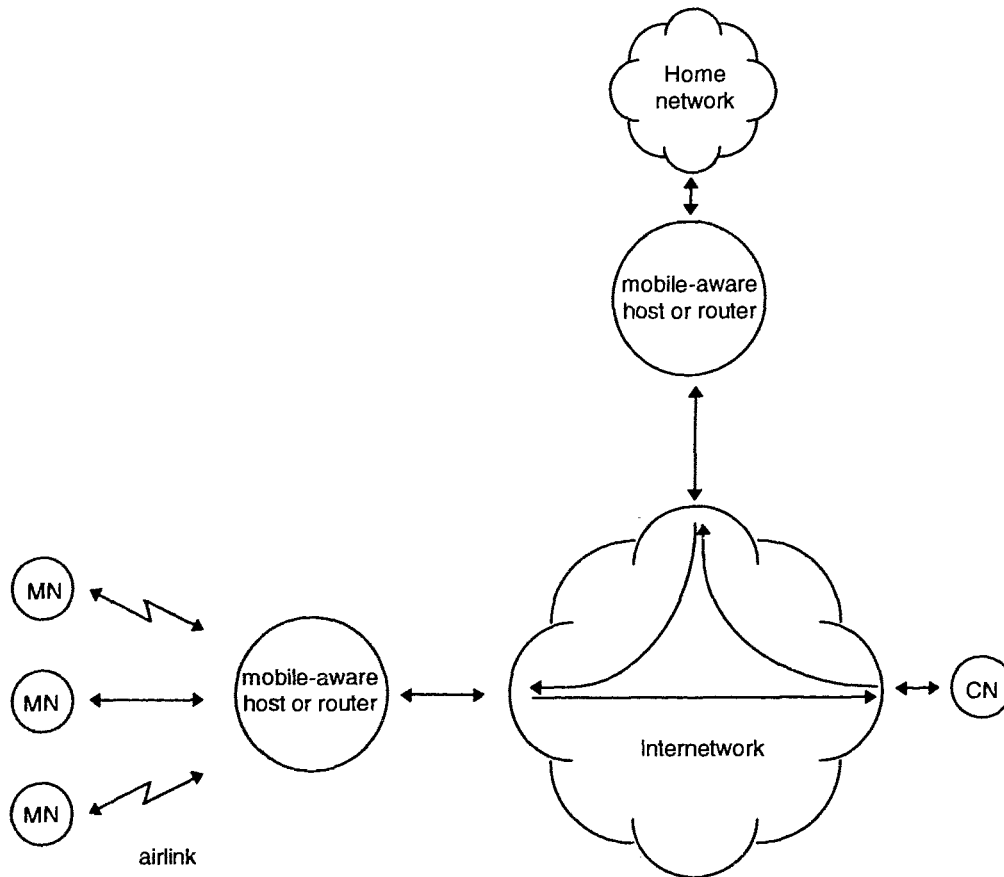 Home
network
mobile-aware
host or router
MN
MN
mobile-aware
host or router
CN
Internetwork
MN
airlink